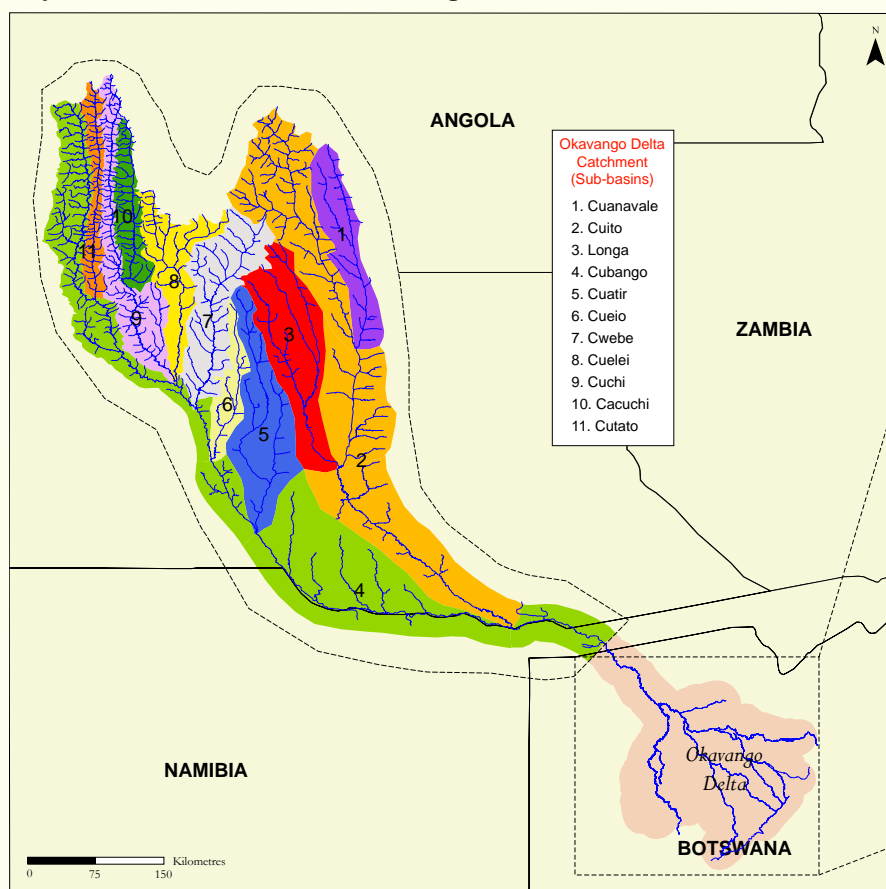 N
ANGOLA
Okavango Delta
Catchment
(Sub-basins)
1. Cuanavale
2. Cuito
3. Longa
4. Cubango
5. Cuatir
6. Cueio
7. Cwebe
8. Cuelei
9. Cuchi
10. Cacuchi
11. Cutato
10
1
11
8
9
7
3
ZAMBIA
6
5
2
4
Okavango
Delta
NAMIBIA
BOTSWANA
Kilometres
0 75 150